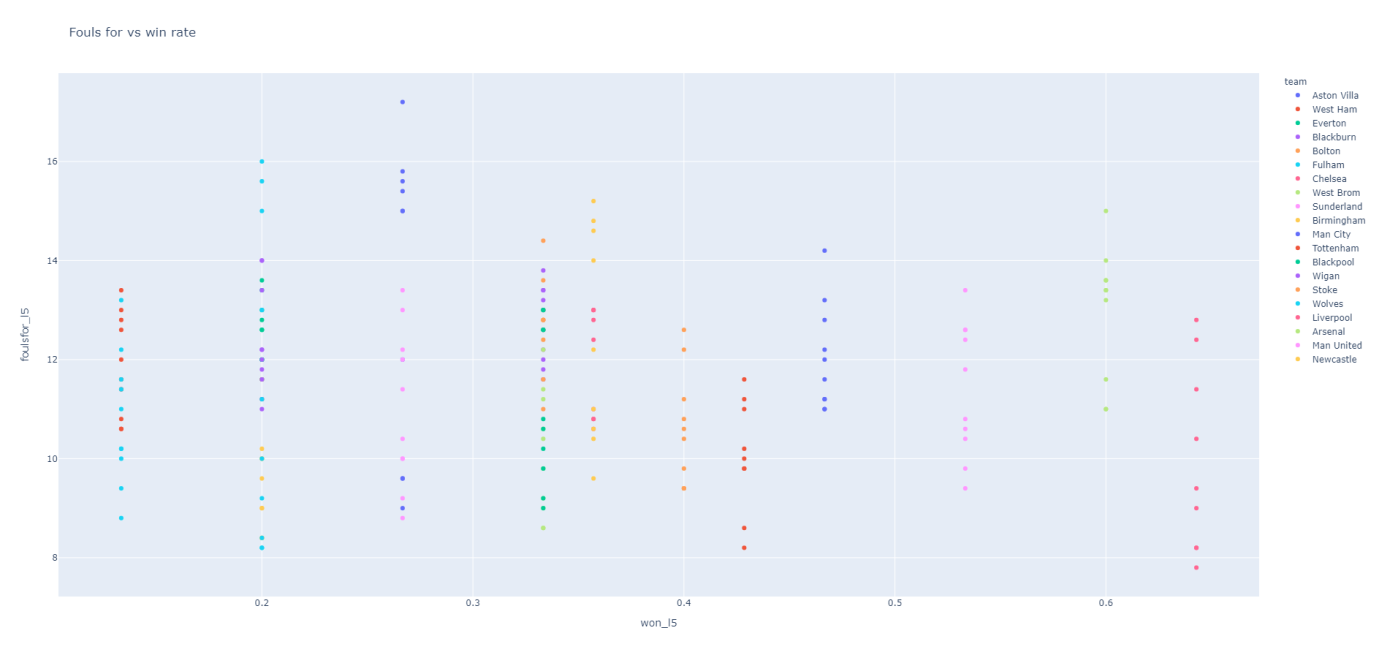 Fouls for vs win rate
team
Aston Villa
West Ham
Everton
Blackburn
Bolton
Fulham
Chelsea
West Brom
Sunderland
Birmingham
Man City
Tottenham
Blackpool
Wigan
Stoke
Wolves
Liverpool
Arsenal
Man United
Newcastle
foulsfor_l5
16
14
12
10
8
0.2 0.3 0.4 0.5 0.6
won_l5